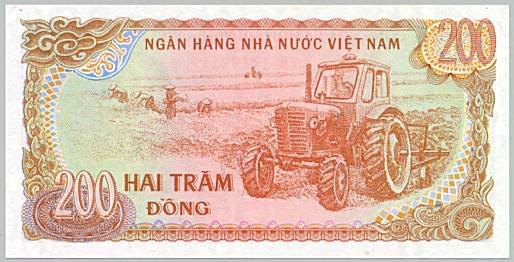 NGÂN HÀNG NHÀ NƯỚC VIỆT NAM
200
200
HAI TRĂM
ĐỒNG